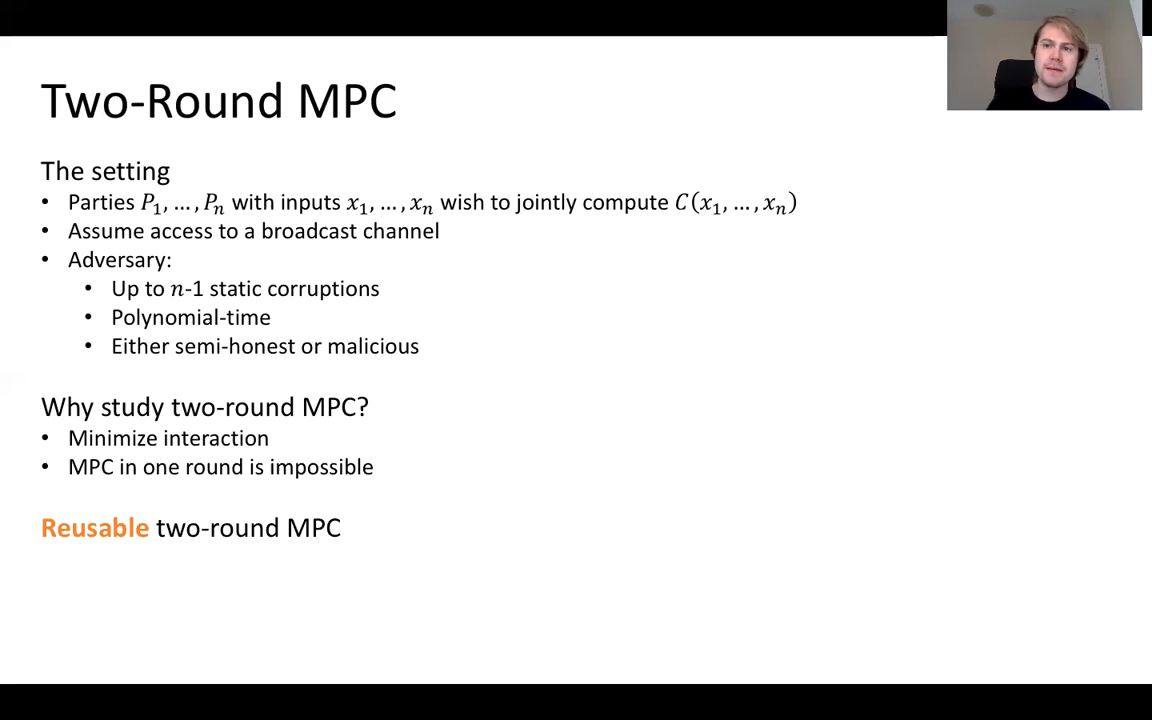 Two-Round MPC
The setting
• Parties P₁, …, Pₙ with inputs x₁, …, xₙ wish to jointly compute C(x₁, …, xₙ)
• Assume access to a broadcast channel
• Adversary:
• Up to n-1 static corruptions
• Polynomial-time
• Either semi-honest or malicious
Why study two-round MPC?
• Minimize interaction
• MPC in one round is impossible
Reusable two-round MPC